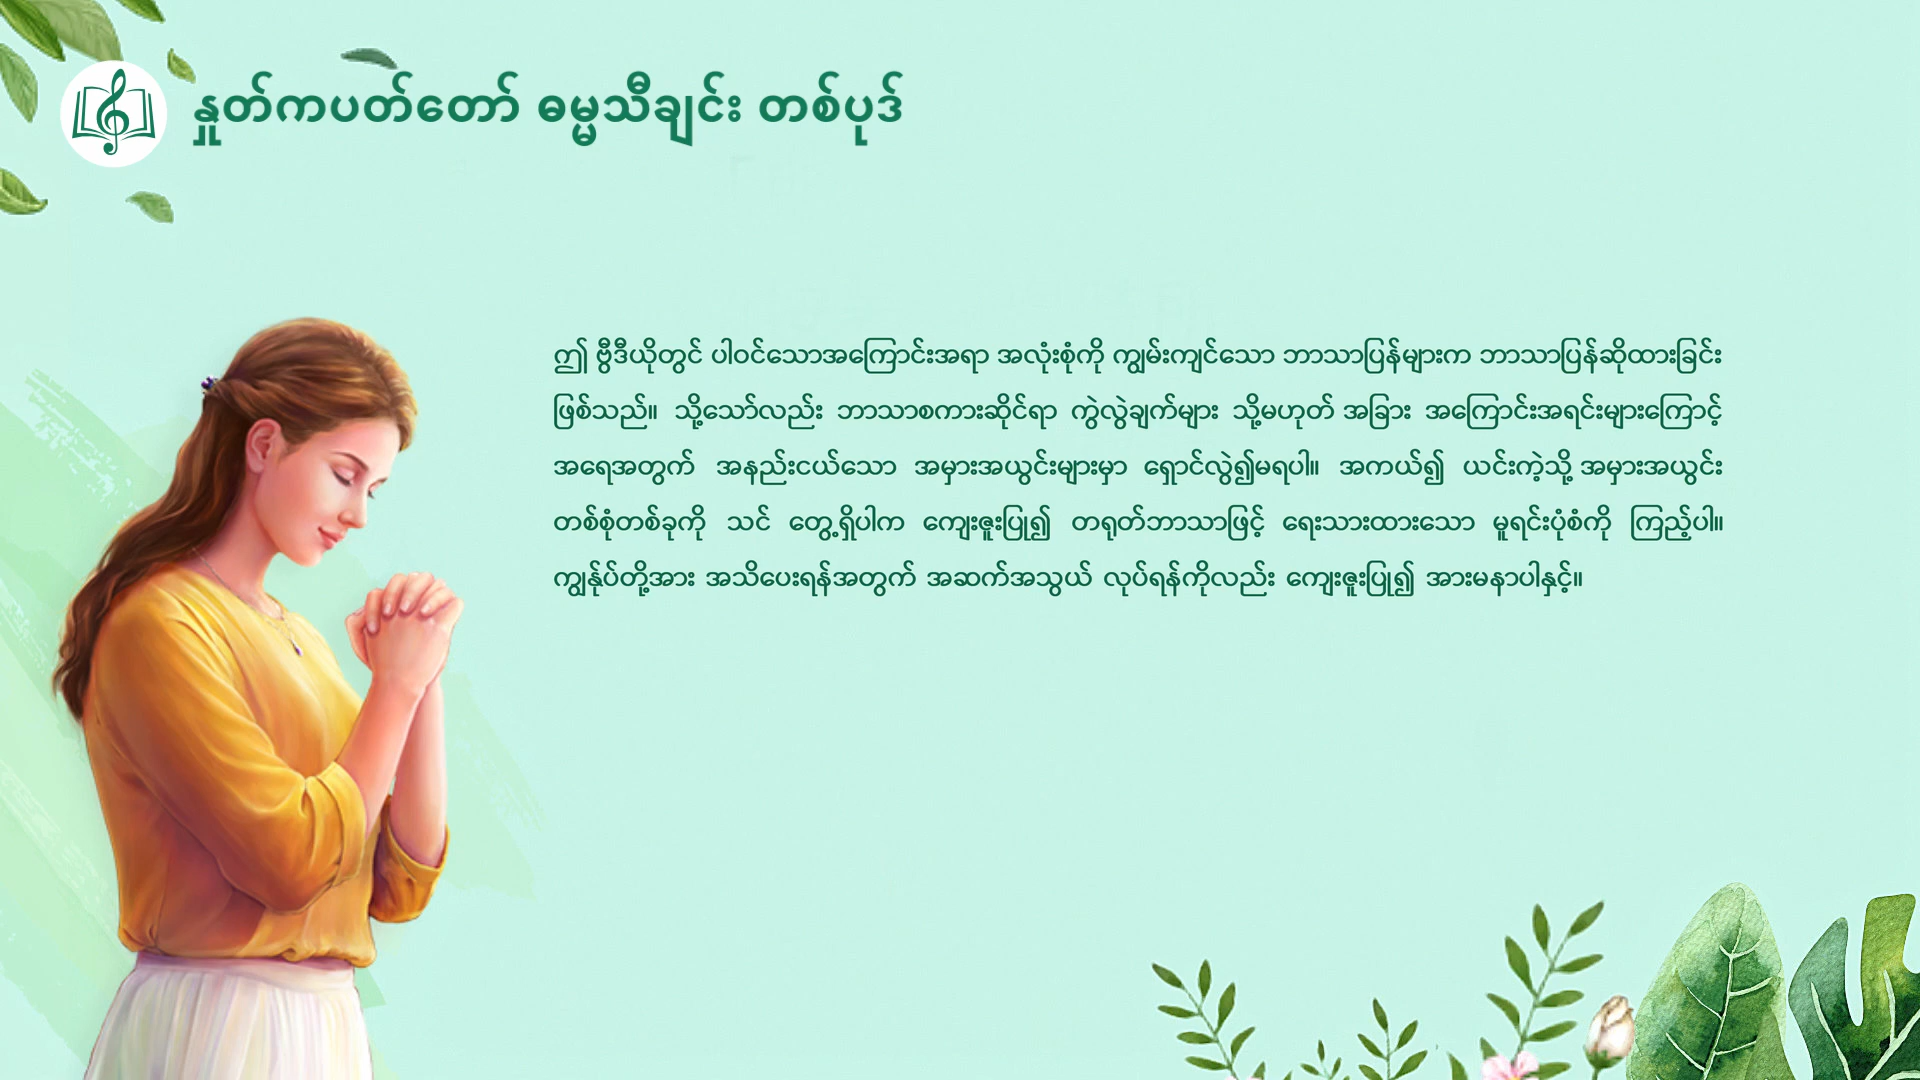 နှုတ်ကပတ်တော် ဓမ္မသီချင်း တစ်ပုဒ်
ဤ ဗွီဒီယိုတွင် ပါဝင်သောအကြောင်းအရာ အလုံးစုံကို ကျွမ်းကျင်သော ဘာသာပြန်များက ဘာသာပြန်ဆိုထားခြင်း
ဖြစ်သည်။ သို့သော်လည်း ဘာသာစကားဆိုင်ရာ ကွဲလွဲချက်များ သို့မဟုတ် အခြား အကြောင်းအရင်းများကြောင့်
အရေအတွက် အနည်းငယ်သော အမှားအယွင်းများမှာ ရှောင်လွှဲ၍မရပါ။ အကယ်၍ ယင်းကဲ့သို့ အမှားအယွင်း
တစ်စုံတစ်ခုကို သင် တွေ့ရှိပါက ကျေးဇူးပြု၍ တရုတ်ဘာသာဖြင့် ရေးသားထားသော မူရင်းပုံစံကို ကြည့်ပါ။
ကျွန်ုပ်တို့အား အသိပေးရန်အတွက် အဆက်အသွယ် လုပ်ရန်ကိုလည်း ကျေးဇူးပြု၍ အားမနာပါနှင့်။